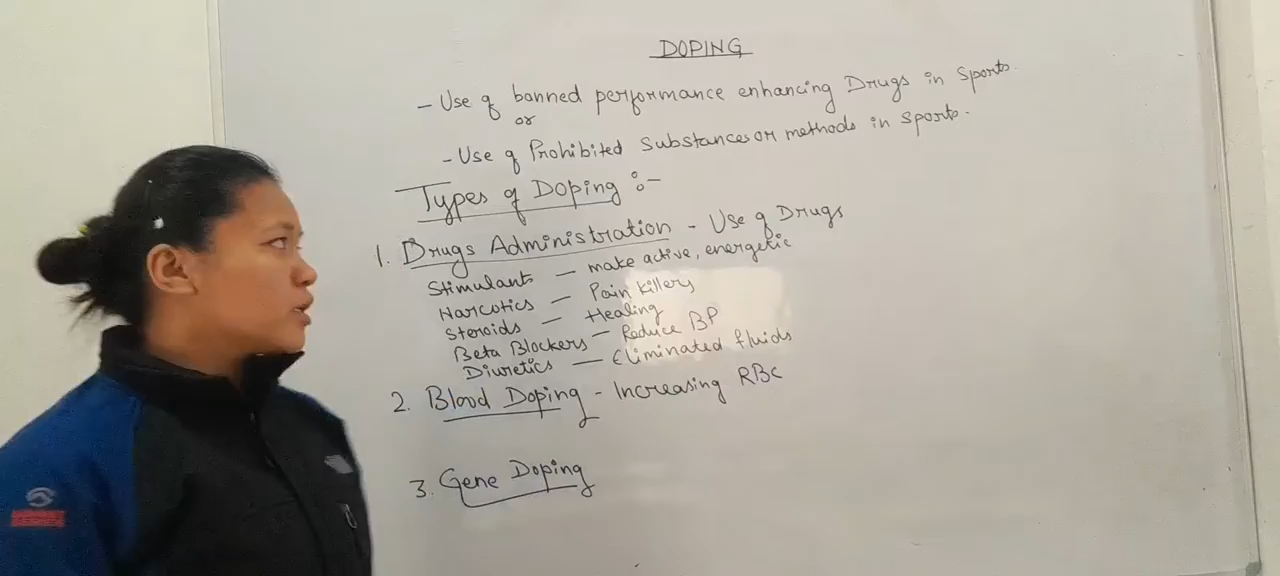 DOPING
- Use of banned performance enhancing Drugs in Sports.
or
- Use of Prohibited Substances or methods in Sports.
Types of Doping :-
1. Drugs Administration - Use of Drugs
Stimulants — make active, energetic
Narcotics — Pain Killers
Steroids — Healing
Beta Blockers — Reduce BP
Diuretics — Eliminated fluids
2. Blood Doping - Increasing RBC
3. Gene Doping